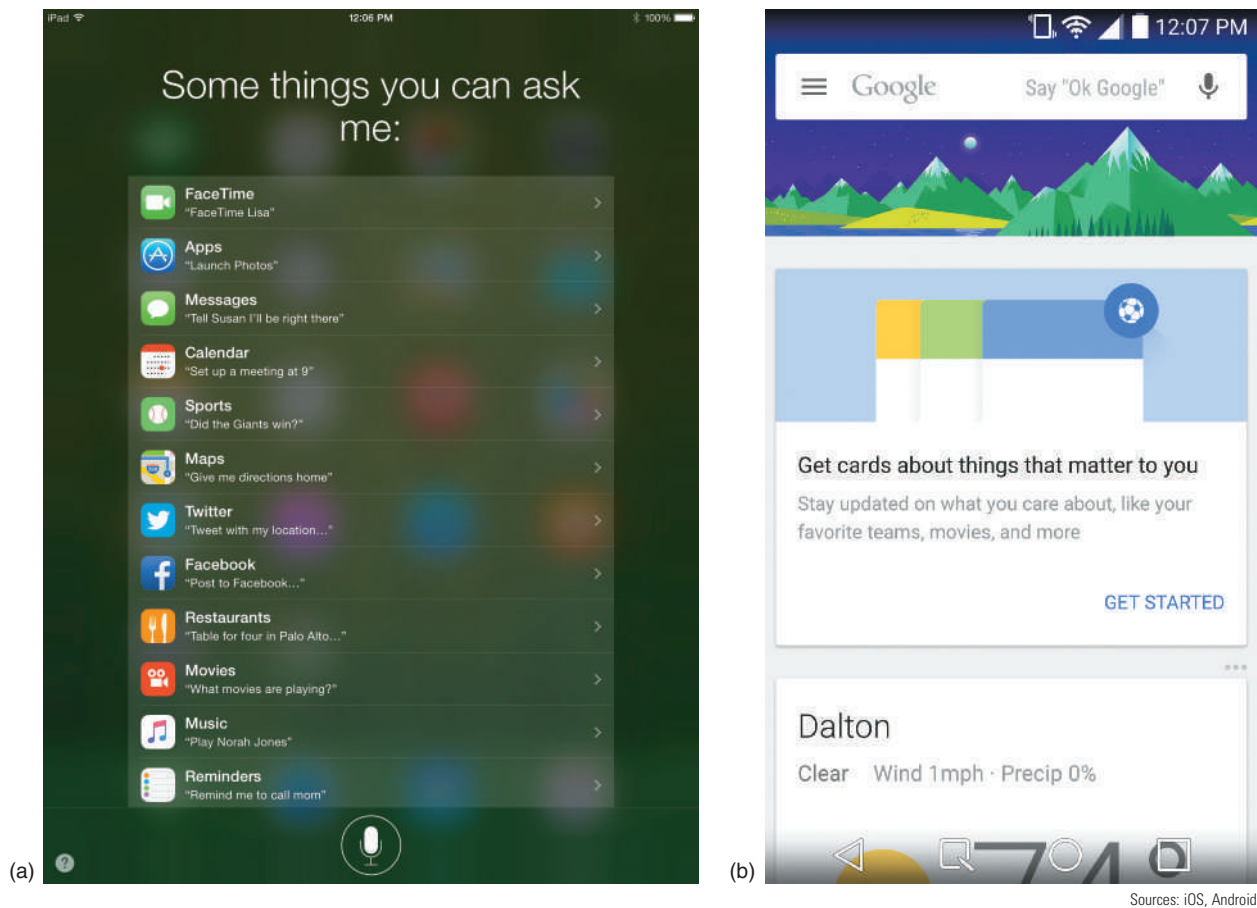 iPad 12:06 PM 100%
Some things you can ask
me:
FaceTime
"FaceTime Lisa"
Apps
"Launch Photos"
Messages
"Tell Susan I'll be right there"
Calendar
"Set up a meeting at 9"
Sports
"Did the Giants win?"
Maps
"Give me directions home"
Twitter
"Tweet with my location..."
Facebook
"Post to Facebook..."
Restaurants
"Table for four in Palo Alto..."
Movies
"What movies are playing?"
Music
"Play Norah Jones"
Reminders
"Remind me to call mom"
?
(a)
12:07 PM
Google Say "Ok Google"
Get cards about things that matter to you
Stay updated on what you care about, like your
favorite teams, movies, and more
GET STARTED
Dalton
Clear Wind 1mph · Precip 0%
74°
(b)
Sources: iOS, Android